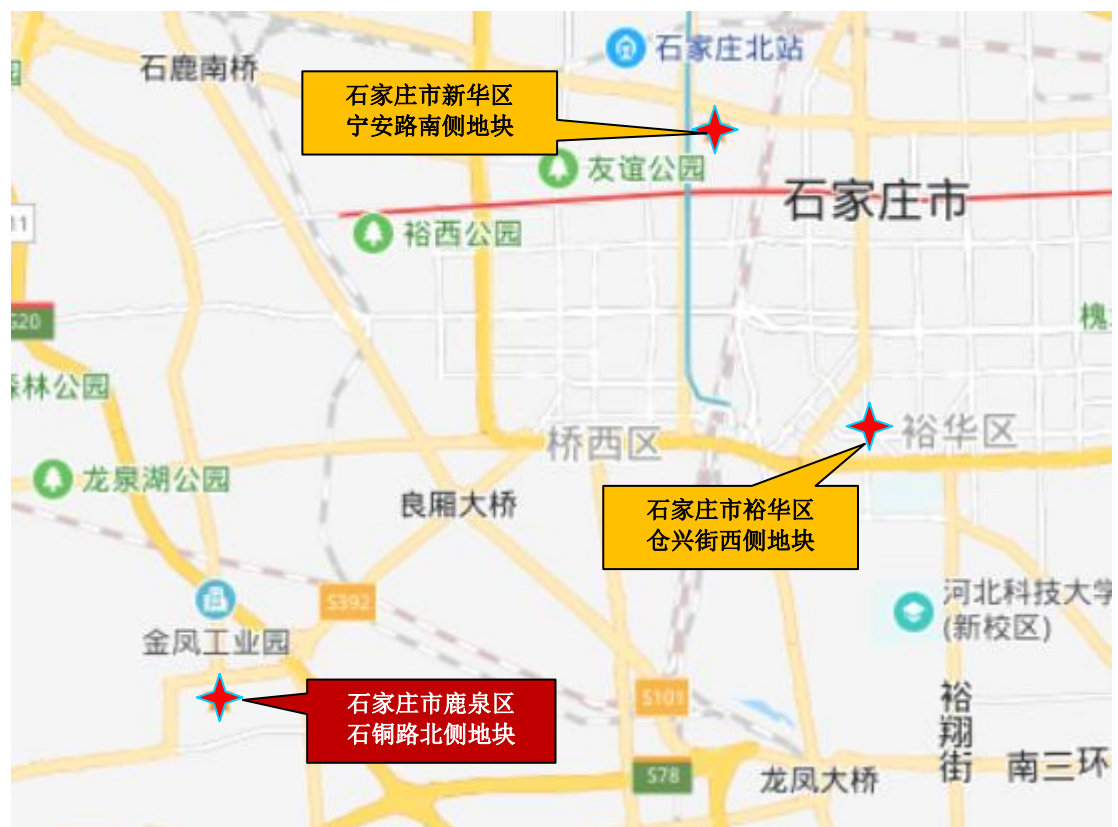 石家庄北站
石鹿南桥
园
石家庄市新华区
宁安路南侧地块
友谊公园
石家庄市
11
裕西公园
S20
槐
森林公园
裕华区
桥西区
龙泉湖公园
良厢大桥
石家庄市裕华区
仓兴街西侧地块
S392
河北科技大学
(新校区)
金凤工业园
石家庄市鹿泉区
石铜路北侧地块
S101
裕翔街
S78
龙凤大桥
南三环